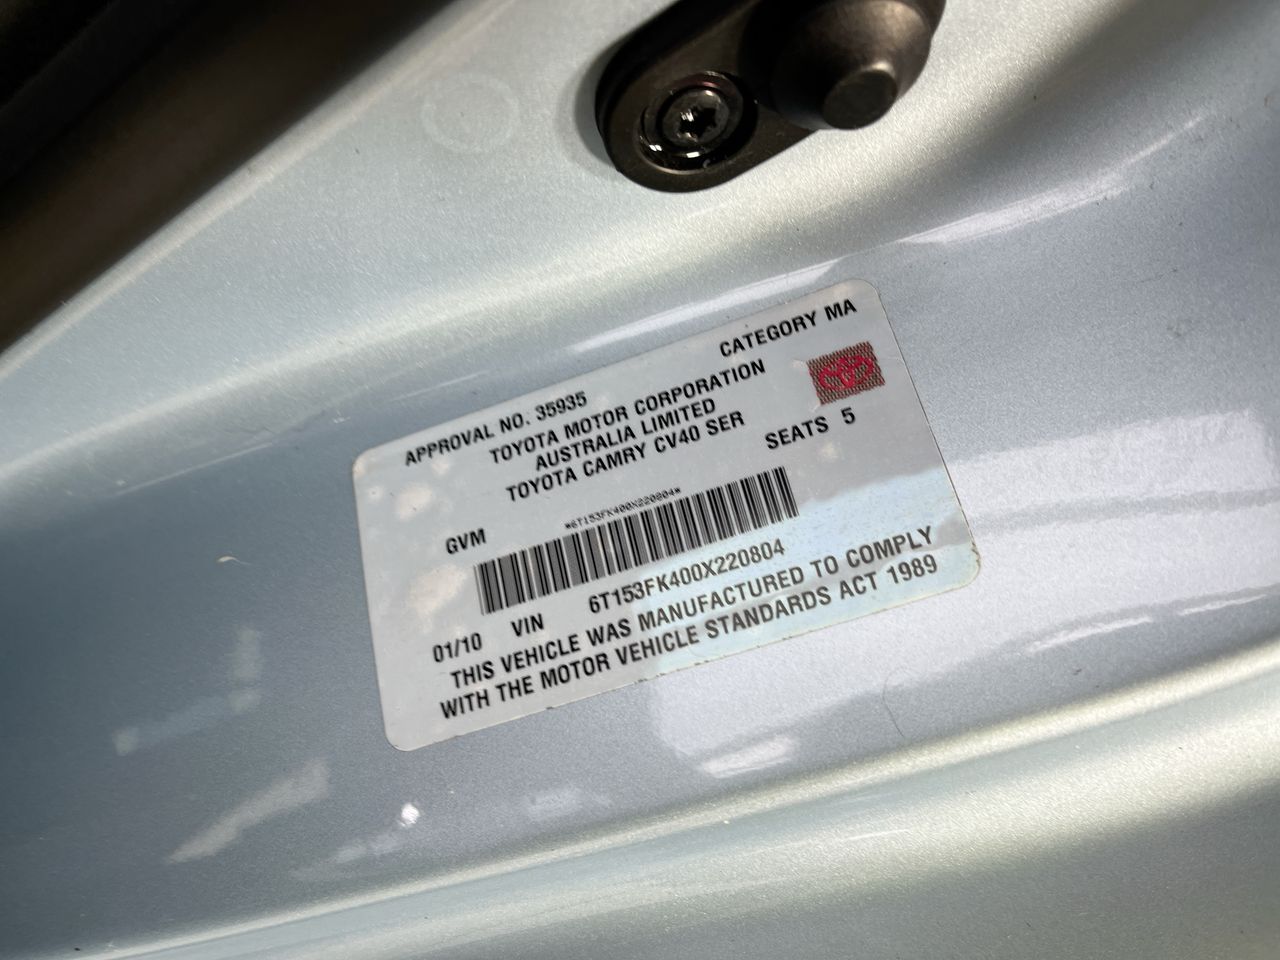 CATEGORY MA
APPROVAL NO. 35935
TOYOTA MOTOR CORPORATION
AUSTRALIA LIMITED
TOYOTA CAMRY CV40 SER
SEATS 5
GVM
*6T153FK400X220804*
01/10 VIN 6T153FK400X220804
THIS VEHICLE WAS MANUFACTURED TO COMPLY
WITH THE MOTOR VEHICLE STANDARDS ACT 1989